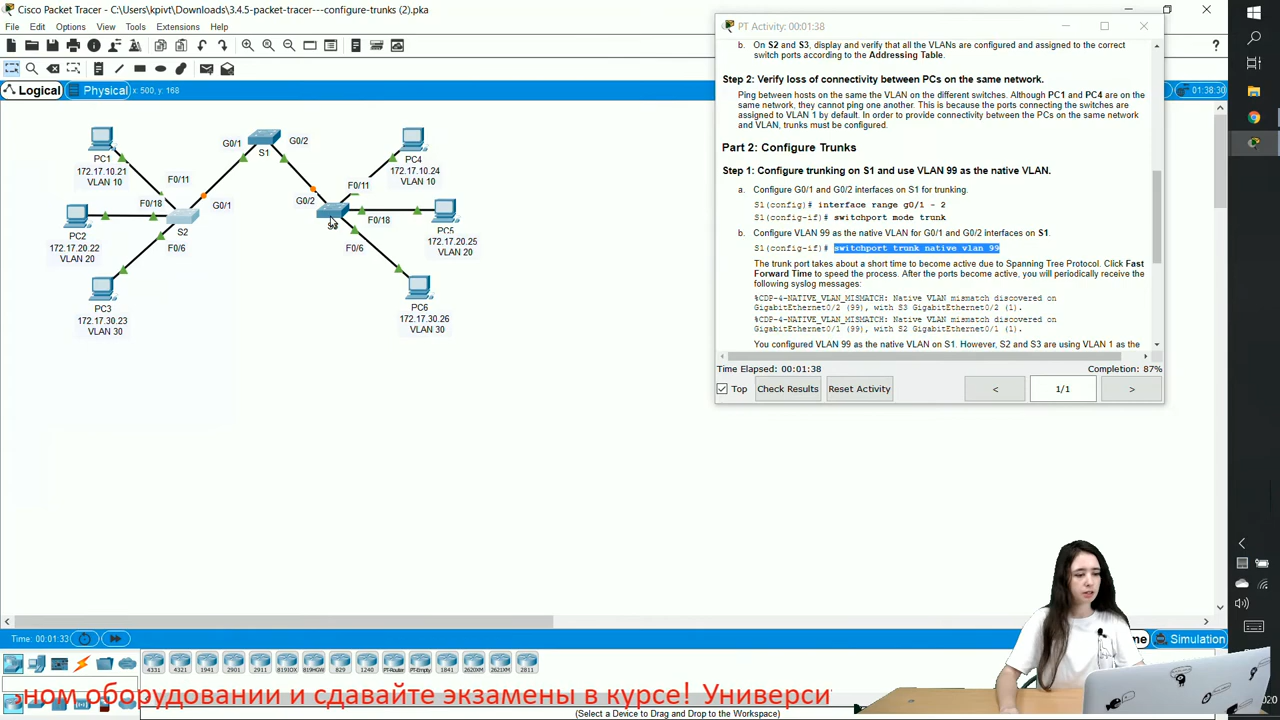 Cisco Packet Tracer - C:\Users\kpivt\Downloads\3.4.5-packet-tracer---configure-trunks (2).pka
File Edit Options View Tools Extensions Help
?
Logical Physical x: 500, y: 168
01:38:30
G0/1
G0/2
S1
PC1
172.17.10.21
VLAN 10
PC4
172.17.10.24
VLAN 10
F0/11
F0/11
F0/18
G0/1
G0/2
S2
F0/18
PC2
172.17.20.22
VLAN 20
PC5
172.17.20.25
VLAN 20
F0/6
F0/6
PC3
172.17.30.23
VLAN 30
PC6
172.17.30.26
VLAN 30
PT Activity: 00:01:38
b. On S2 and S3, display and verify that all the VLANs are configured and assigned to the correct
switch ports according to the Addressing Table.
Step 2: Verify loss of connectivity between PCs on the same network.
Ping between hosts on the same the VLAN on the different switches. Although PC1 and PC4 are on the
same network, they cannot ping one another. This is because the ports connecting the switches are
assigned to VLAN 1 by default. In order to provide connectivity between the PCs on the same network
and VLAN, trunks must be configured.
Part 2: Configure Trunks
Step 1: Configure trunking on S1 and use VLAN 99 as the native VLAN.
a. Configure G0/1 and G0/2 interfaces on S1 for trunking.
S1(config)# interface range g0/1 - 2
S1(config-if)# switchport mode trunk
b. Configure VLAN 99 as the native VLAN for G0/1 and G0/2 interfaces on S1.
S1(config-if)# switchport trunk native vlan 99
The trunk port takes about a short time to become active due to Spanning Tree Protocol. Click Fast
Forward Time to speed the process. After the ports become active, you will periodically receive the
following syslog messages:
%CDP-4-NATIVE_VLAN_MISMATCH: Native VLAN mismatch discovered on
GigabitEthernet0/2 (99), with S3 GigabitEthernet0/2 (1).
%CDP-4-NATIVE_VLAN_MISMATCH: Native VLAN mismatch discovered on
GigabitEthernet0/1 (99), with S2 GigabitEthernet0/1 (1).
You configured VLAN 99 as the native VLAN on S1. However, S2 and S3 are using VLAN 1 as the
Time Elapsed: 00:01:38 Completion: 87%
Top Check Results Reset Activity < 1/1 >
Time: 00:01:33
me Simulation
4331 4321 1941 2901 2911 819IOX 819HGW 829 1240 PT-Router PT-Empty 1841 2620XM 2621XM 2811
ном оборудовании и сдавайте экзамены в курсе! Универси
(Select a Device to Drag and Drop to the Workspace)